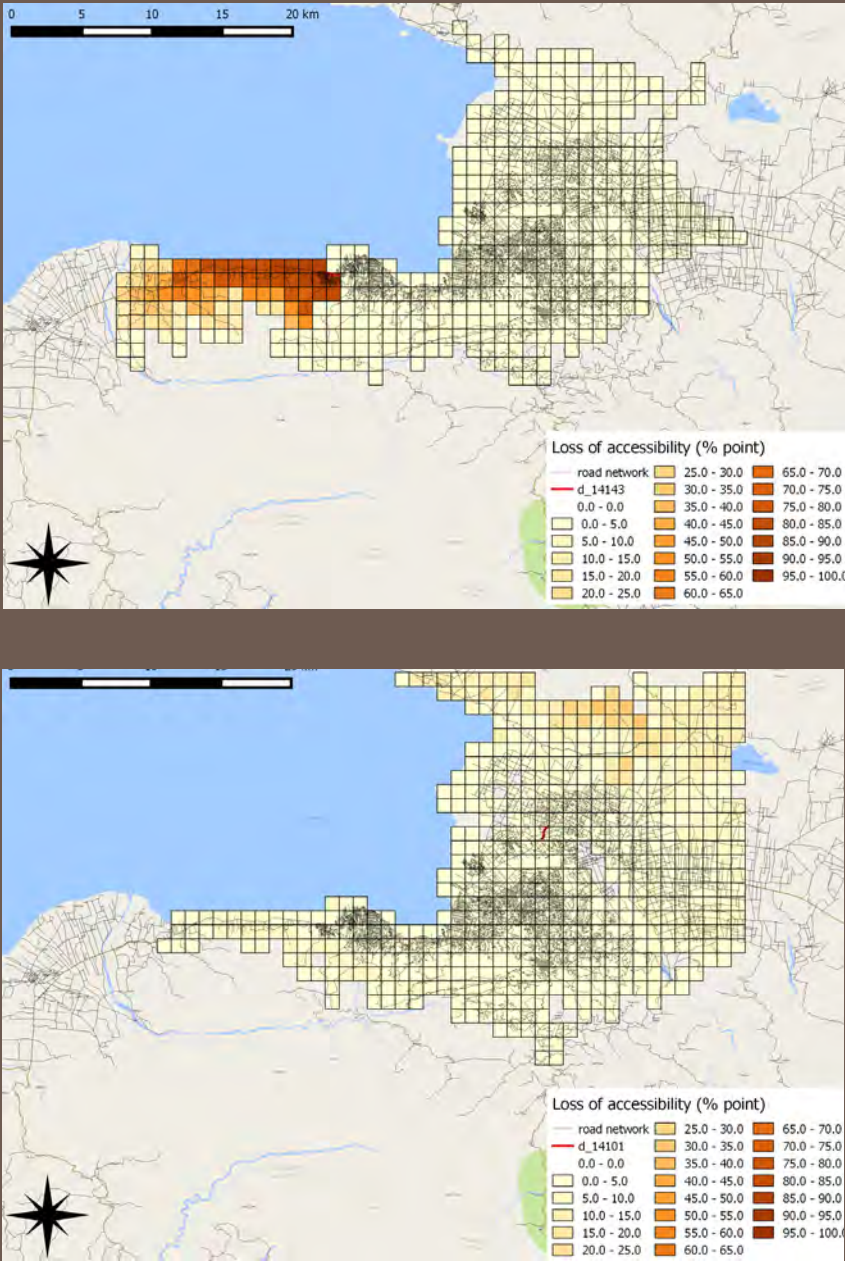 0 5 10 15 20 km
Loss of accessibility (% point)
road network 25.0 - 30.0 65.0 - 70.0
d_14143 30.0 - 35.0 70.0 - 75.0
0.0 - 0.0 35.0 - 40.0 75.0 - 80.0
0.0 - 5.0 40.0 - 45.0 80.0 - 85.0
5.0 - 10.0 45.0 - 50.0 85.0 - 90.0
10.0 - 15.0 50.0 - 55.0 90.0 - 95.0
15.0 - 20.0 55.0 - 60.0 95.0 - 100.0
20.0 - 25.0 60.0 - 65.0
Loss of accessibility (% point)
road network 25.0 - 30.0 65.0 - 70.0
d_14101 30.0 - 35.0 70.0 - 75.0
0.0 - 0.0 35.0 - 40.0 75.0 - 80.0
0.0 - 5.0 40.0 - 45.0 80.0 - 85.0
5.0 - 10.0 45.0 - 50.0 85.0 - 90.0
10.0 - 15.0 50.0 - 55.0 90.0 - 95.0
15.0 - 20.0 55.0 - 60.0 95.0 - 100.0
20.0 - 25.0 60.0 - 65.0